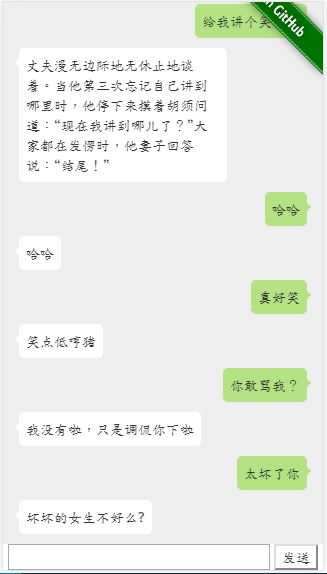 给我讲个笑
n GitHub
丈夫漫无边际地无休止地谈
着。当他第三次忘记自己讲到
哪里时，他停下来摸着胡须问
道：“现在我讲到哪儿了？”大
家都在发愣时，他妻子回答
说：“结尾！”
哈哈
哈哈
真好笑
笑点低哼猪
你敢骂我？
我没有啦，只是调侃你下啦
太坏了你
坏坏的女生不好么?
发送